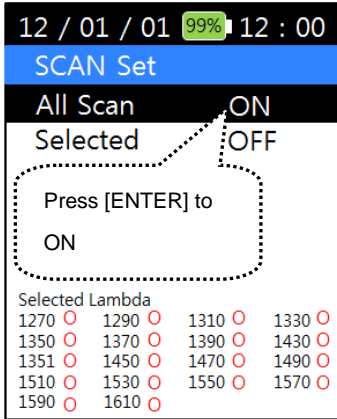 12 / 01 / 01 99% 12 : 00
SCAN Set
All Scan ON
Selected OFF
Press [ENTER] to
ON
Selected Lambda
1270 O 1290 O 1310 O 1330 O
1350 O 1370 O 1390 O 1430 O
1351 O 1450 O 1470 O 1490 O
1510 O 1530 O 1550 O 1570 O
1590 O 1610 O